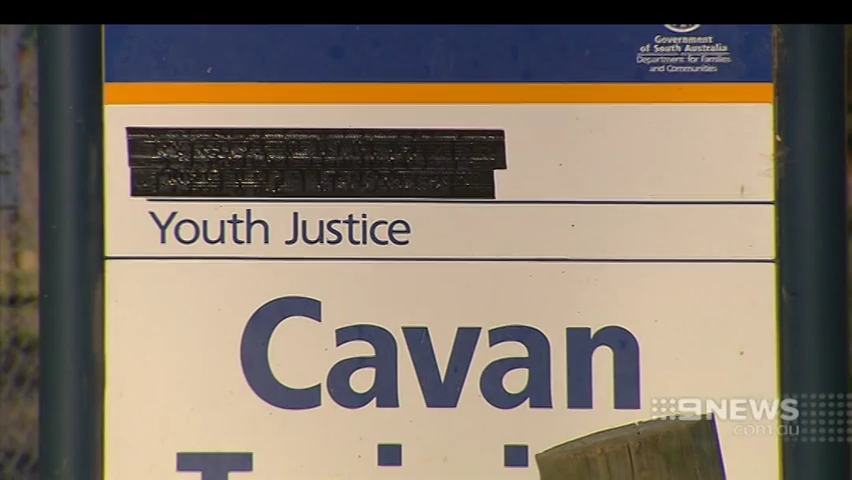 Government
of South Australia
Department for Families
and Communities
Youth Justice
Cavan
9NEWS
.com.au